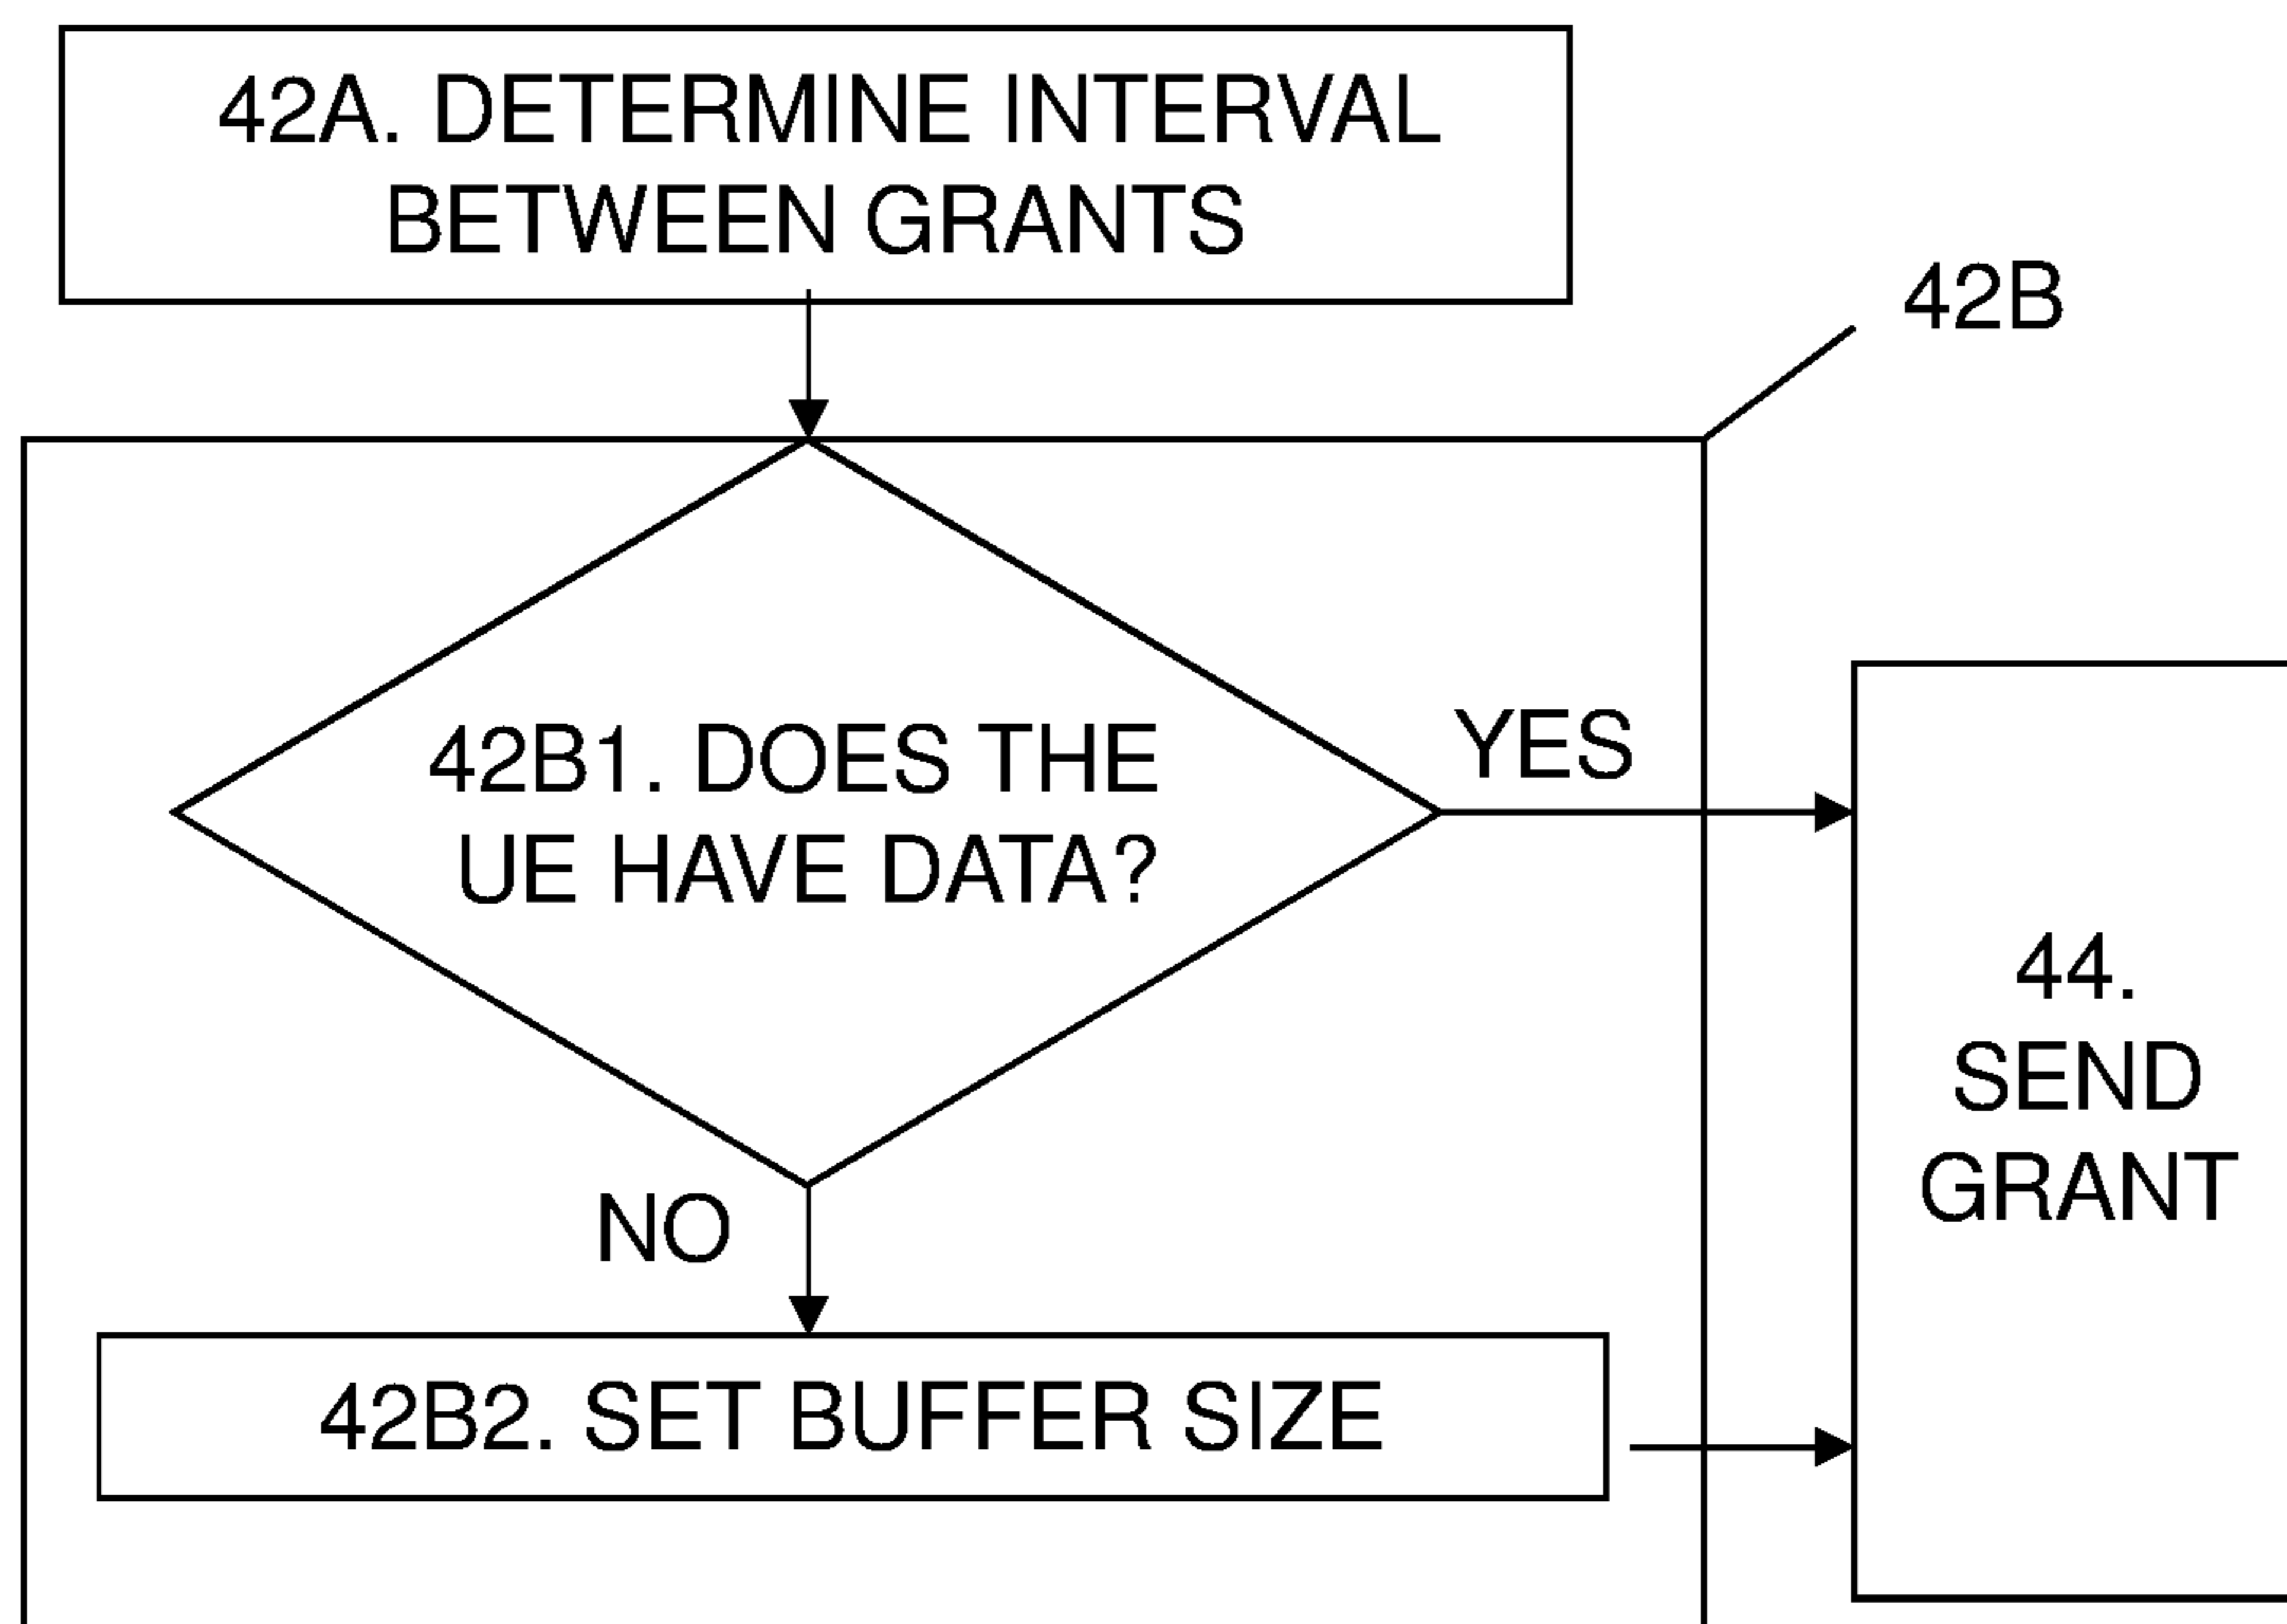 42A. DETERMINE INTERVAL
BETWEEN GRANTS
42B
42B1. DOES THE
UE HAVE DATA?
YES
NO
42B2. SET BUFFER SIZE
44.
SEND
GRANT